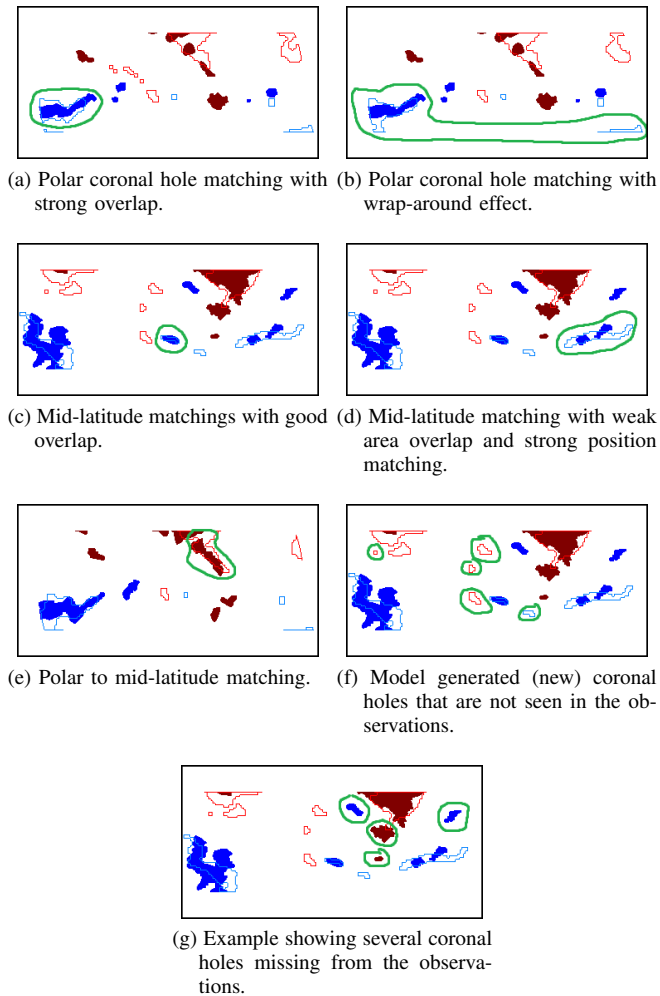 (a) Polar coronal hole matching with
strong overlap.
(b) Polar coronal hole matching with
wrap-around effect.
(c) Mid-latitude matchings with good
overlap.
(d) Mid-latitude matching with weak
area overlap and strong position
matching.
(e) Polar to mid-latitude matching.
(f) Model generated (new) coronal
holes that are not seen in the ob-
servations.
(g) Example showing several coronal
holes missing from the observa-
tions.